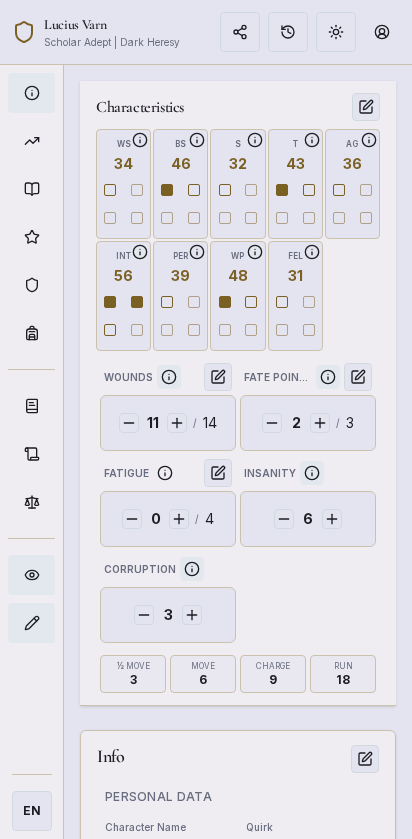 Lucius Varn
Scholar Adept | Dark Heresy
Characteristics
WS BS S T AG
34 46 32 43 36
INT PER WP FEL
56 39 48 31
WOUNDS FATE POIN...
11 / 14 2 / 3
FATIGUE INSANITY
0 / 4 6
CORRUPTION
3
½ MOVE MOVE CHARGE RUN
3 6 9 18
Info
PERSONAL DATA
Character Name Quirk
EN